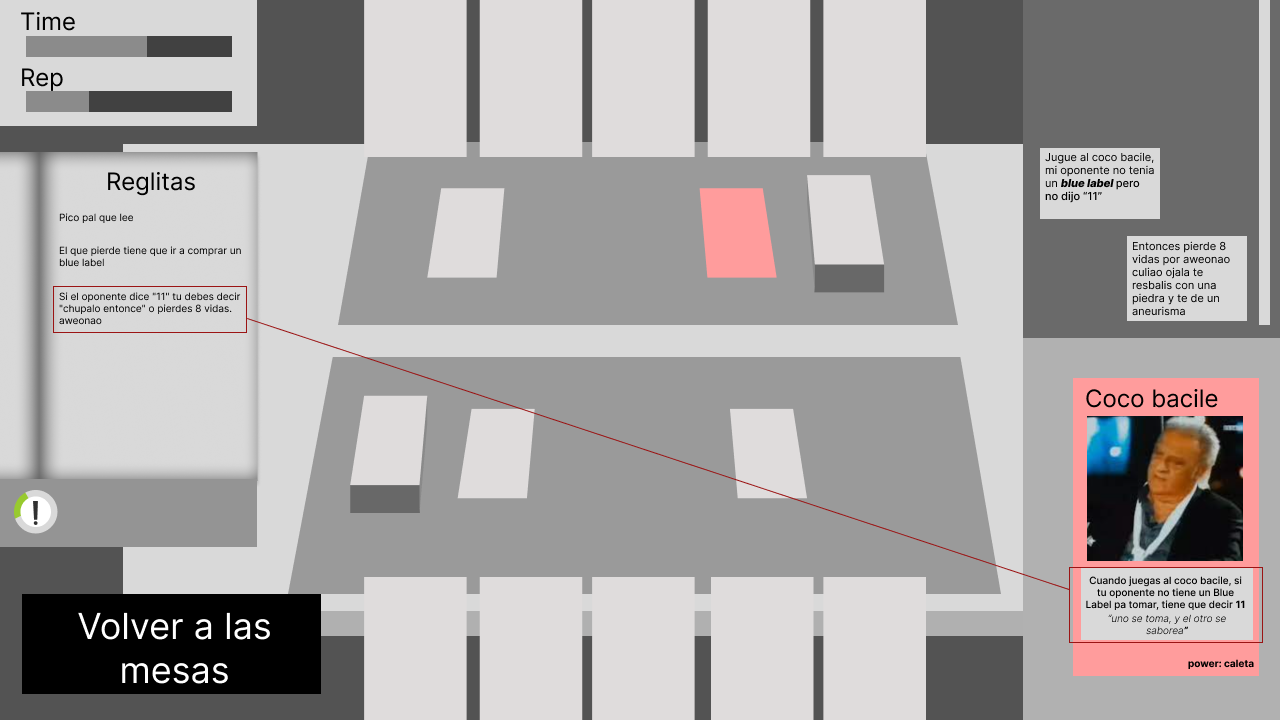 Time
Rep
Reglitas
Pico pal que lee
El que pierde tiene que ir a comprar un
blue label
Si el oponente dice "11" tu debes decir
"chupalo entonce" o pierdes 8 vidas.
aweonao
!
Volver a las
mesas
Jugue al coco bacile,
mi oponente no tenia
un blue label pero
no dijo “11”
Entonces pierde 8
vidas por aweonao
culiao ojala te
resbalis con una
piedra y te de un
aneurisma
Coco bacile
Cuando juegas al coco bacile, si
tu oponente no tiene un Blue
Label pa tomar, tiene que decir 11
“uno se toma, y el otro se
saborea”
power: caleta